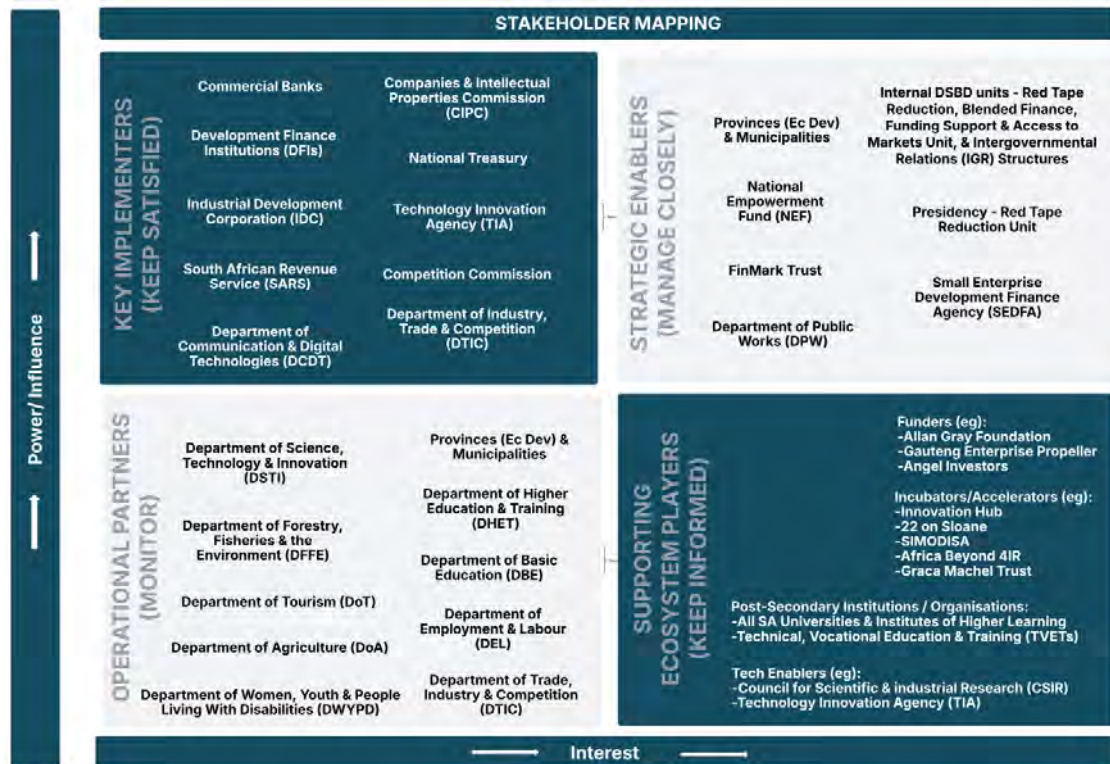 STAKEHOLDER MAPPING
Power/ Influence
KEY IMPLEMENTERS
(KEEP SATISFIED)
Commercial Banks
Development Finance
Institutions (DFIs)
Industrial Development
Corporation (IDC)
South African Revenue
Service (SARS)
Department of
Communication & Digital
Technologies (DCDT)
Companies & Intellectual
Properties Commission
(CIPC)
National Treasury
Technology Innovation
Agency (TIA)
Competition Commission
Department of Industry,
Trade & Competition
(DTIC)
STRATEGIC ENABLERS
(MANAGE CLOSELY)
Provinces (Ec Dev)
& Municipalities
National
Empowerment
Fund (NEF)
FinMark Trust
Department of Public
Works (DPW)
Internal DSBD units - Red Tape
Reduction, Blended Finance,
Funding Support & Access to
Markets Unit, & Intergovernmental
Relations (IGR) Structures
Presidency - Red Tape
Reduction Unit
Small Enterprise
Development Finance
Agency (SEDFA)
OPERATIONAL PARTNERS
(MONITOR)
Department of Science,
Technology & Innovation
(DSTI)
Department of Forestry,
Fisheries & the
Environment (DFFE)
Department of Tourism (DoT)
Department of Agriculture (DoA)
Department of Women, Youth & People
Living With Disabilities (DWYPD)
Provinces (Ec Dev) &
Municipalities
Department of Higher
Education & Training
(DHET)
Department of Basic
Education (DBE)
Department of
Employment & Labour
(DEL)
Department of Trade,
Industry & Competition
(DTIC)
SUPPORTING
ECOSYSTEM PLAYERS
(KEEP INFORMED)
Funders (eg):
-Allan Gray Foundation
-Gauteng Enterprise Propeller
-Angel Investors
Incubators/Accelerators (eg):
-Innovation Hub
-22 on Sloane
-SIMODISA
-Africa Beyond 4IR
-Graca Machel Trust
Post-Secondary Institutions / Organisations:
-All SA Universities & Institutes of Higher Learning
-Technical, Vocational Education & Training (TVETs)
Tech Enablers (eg):
-Council for Scientific & industrial Research (CSIR)
-Technology Innovation Agency (TIA)
Interest